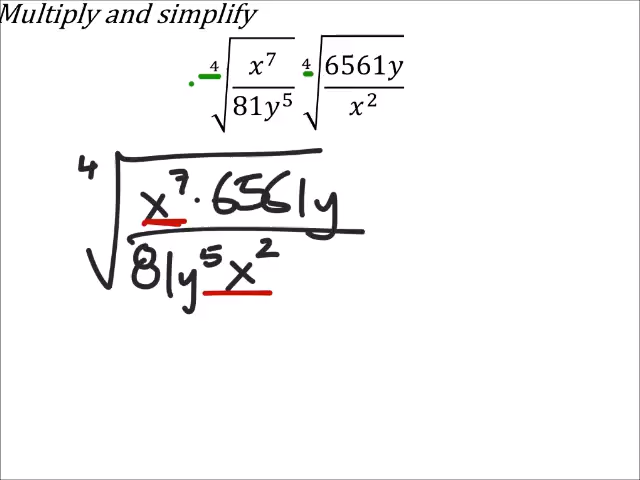 Multiply and simplify
⁴√(x⁷/81y⁵) ⁴√(6561y/x²)
⁴√(x⁷·6561y/81y⁵x²)